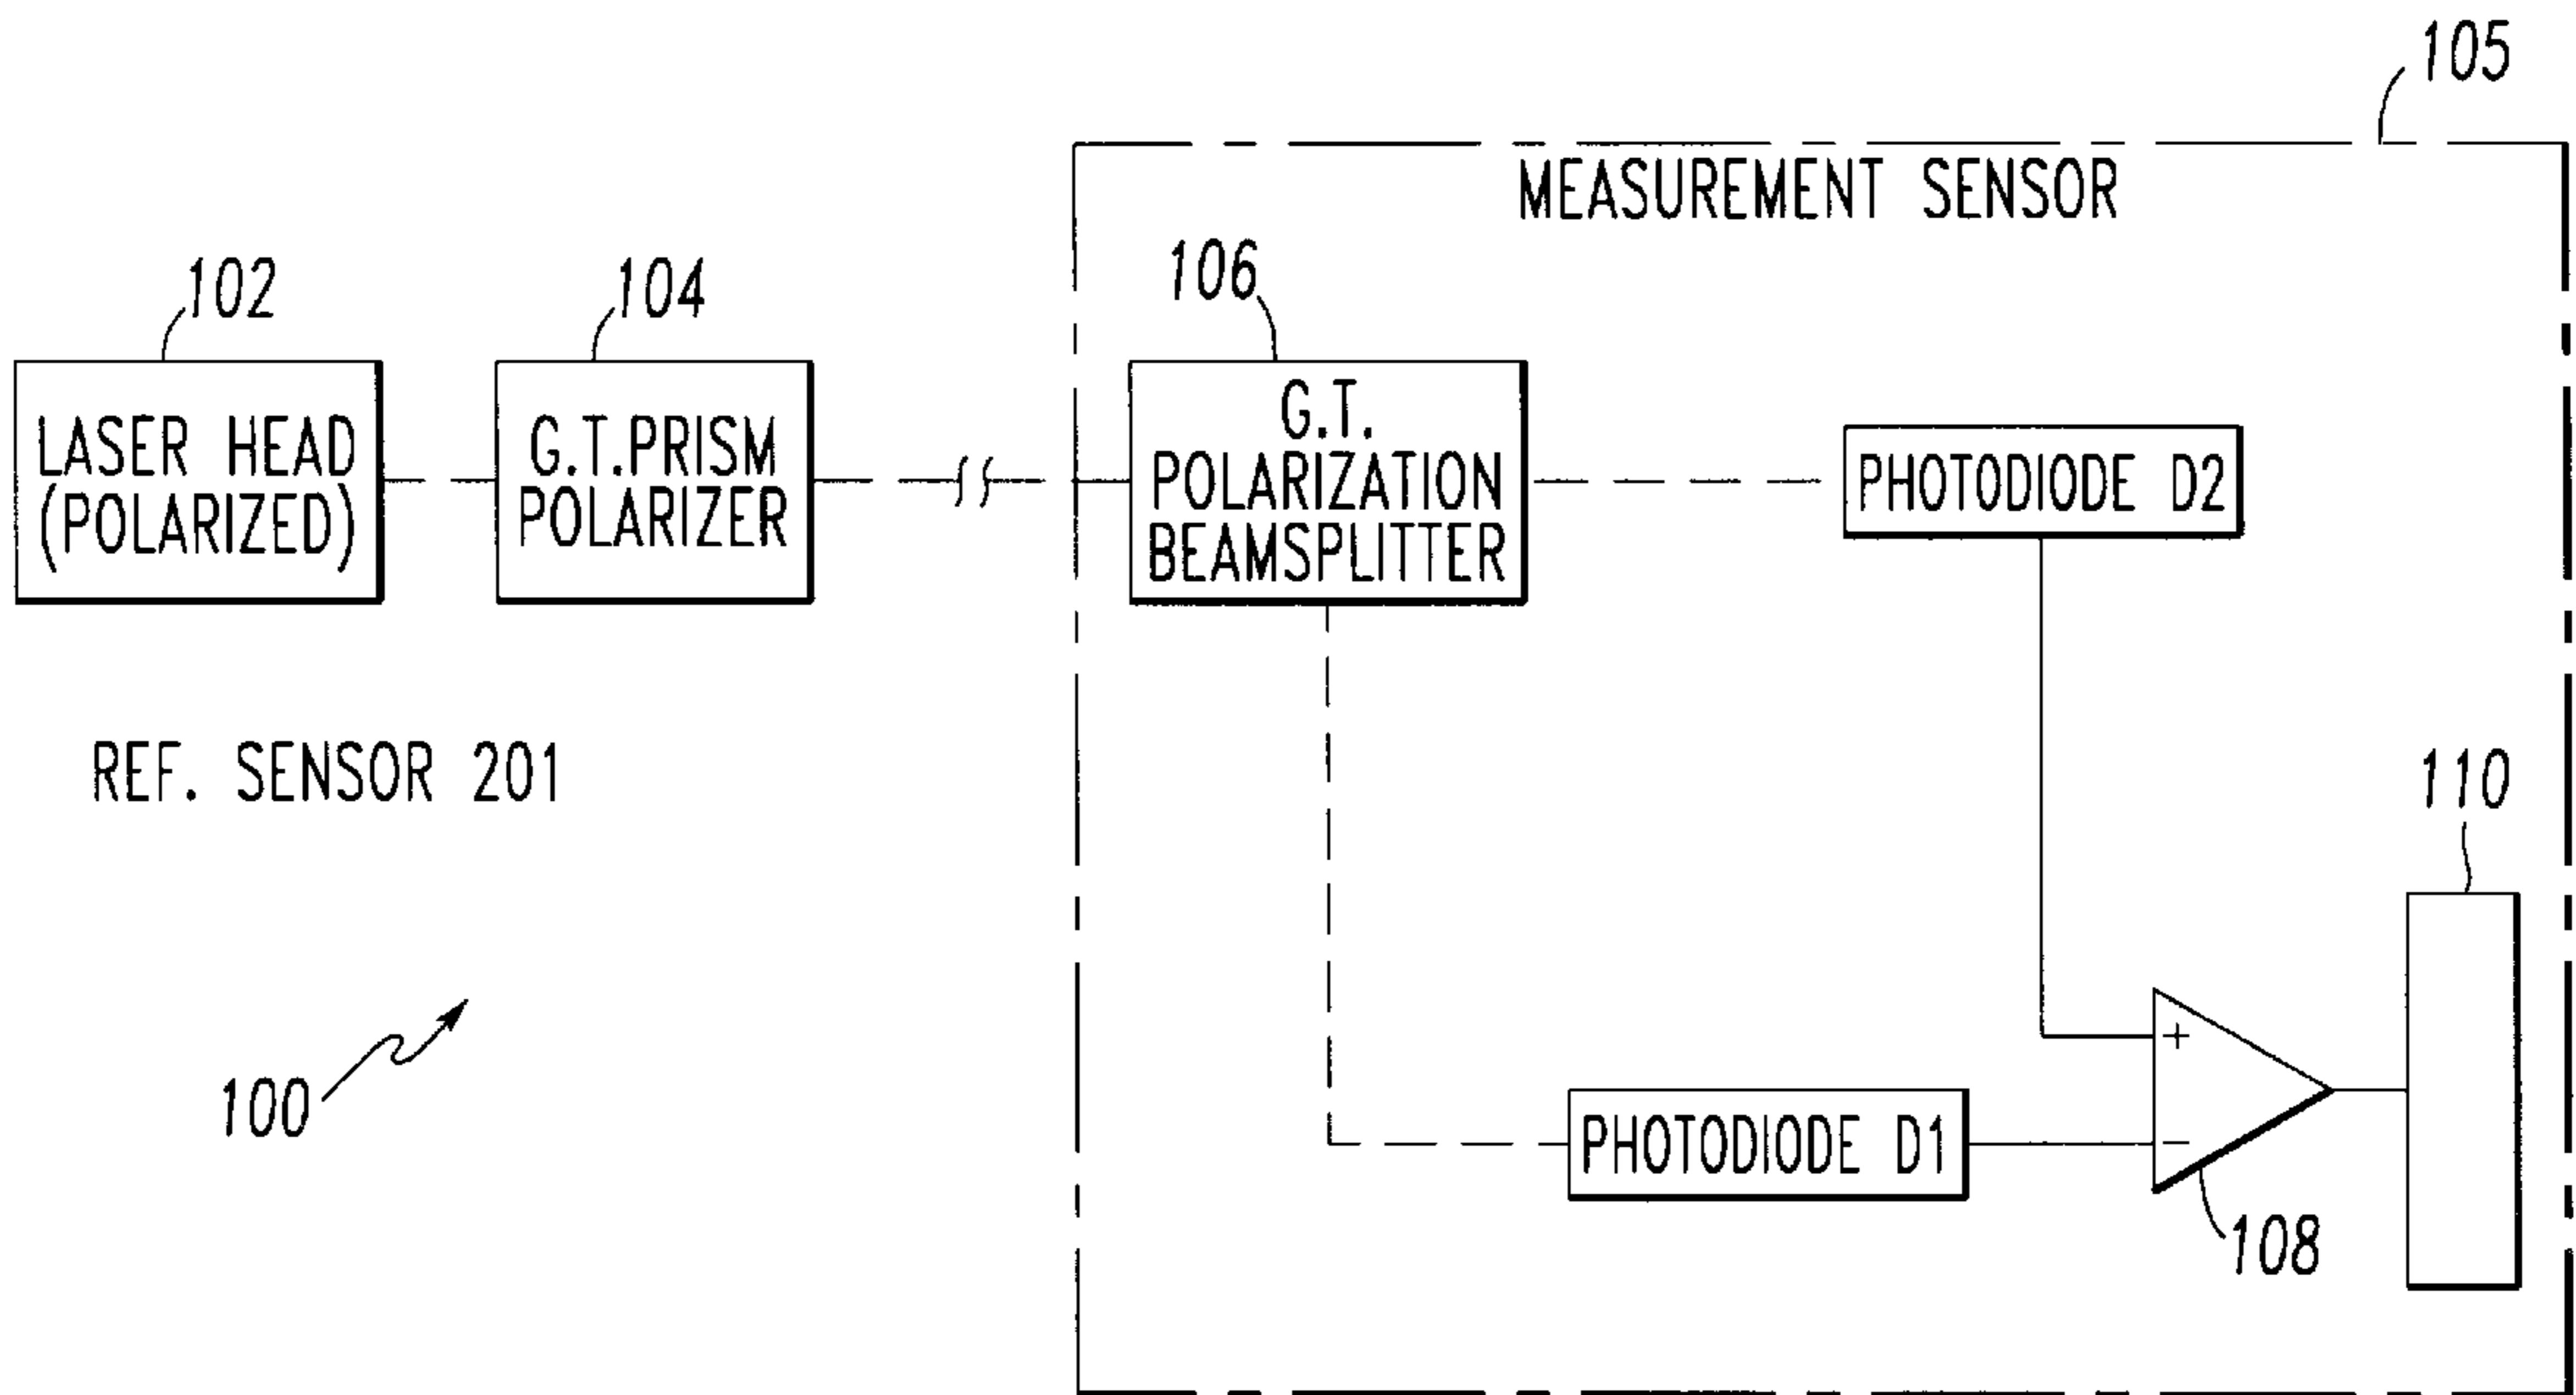 105
MEASUREMENT SENSOR
102
104
106
LASER HEAD
(POLARIZED)
G.T.PRISM
POLARIZER
G.T.
POLARIZATION
BEAMSPLITTER
PHOTODIODE D2
REF. SENSOR 201
110
100
+
PHOTODIODE D1
−
108